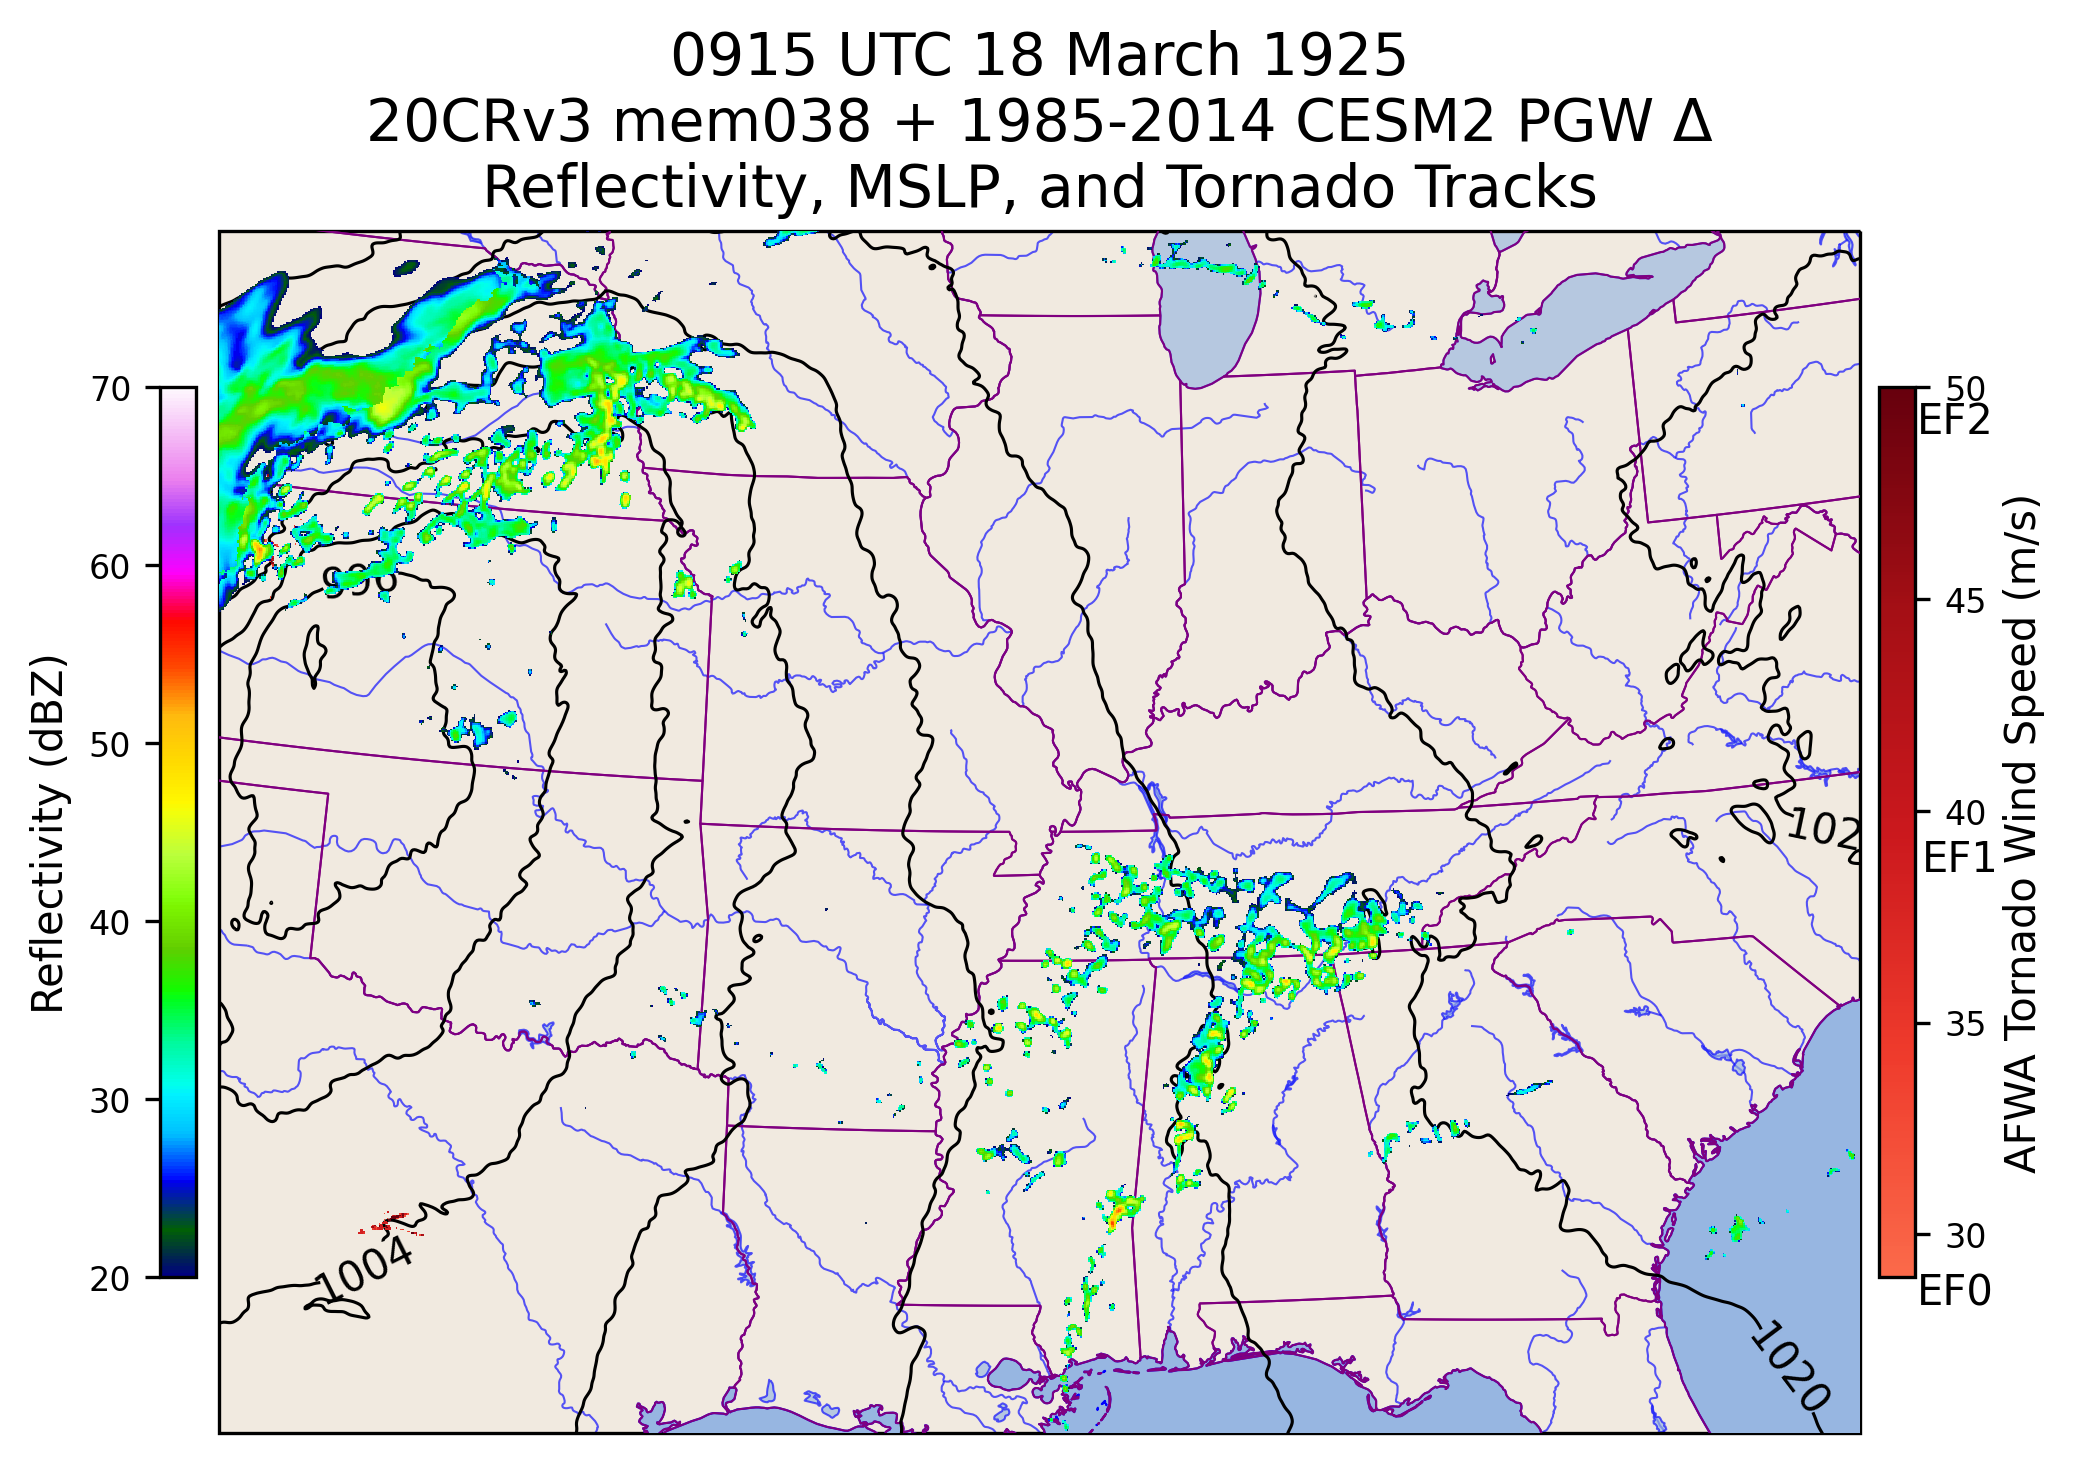 0915 UTC 18 March 1925
20CRv3 mem038 + 1985-2014 CESM2 PGW Δ
Reflectivity, MSLP, and Tornado Tracks
70
60
50
40
30
20
Reflectivity (dBZ)
1004
1020
50
EF2
45
40
EF1
35
30
EF0
AFWA Tornado Wind Speed (m/s)